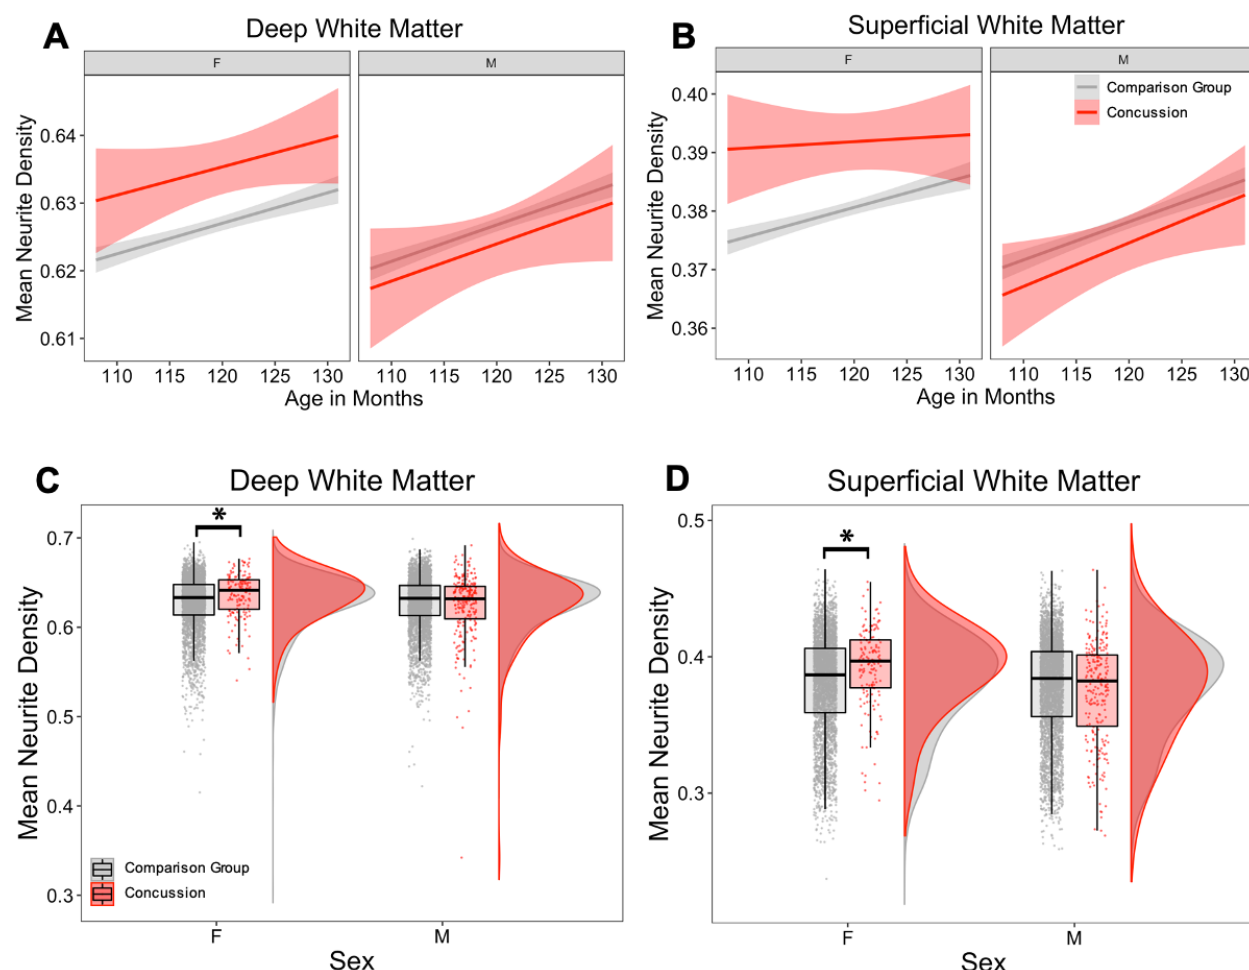 A
Deep White Matter
F
M
Mean Neurite Density
0.64
0.63
0.62
0.61
110 115 120 125 130 110 115 120 125 130
Age in Months
B
Superficial White Matter
F
M
Comparison Group
Concussion
Mean Neurite Density
0.40
0.39
0.38
0.37
0.36
110 115 120 125 130 110 115 120 125 130
Age in Months
C
Deep White Matter
*
Mean Neurite Density
0.7
0.6
0.5
0.4
0.3
Comparison Group
Concussion
F M
Sex
D
Superficial White Matter
*
Mean Neurite Density
0.5
0.4
0.3
F M
Sex